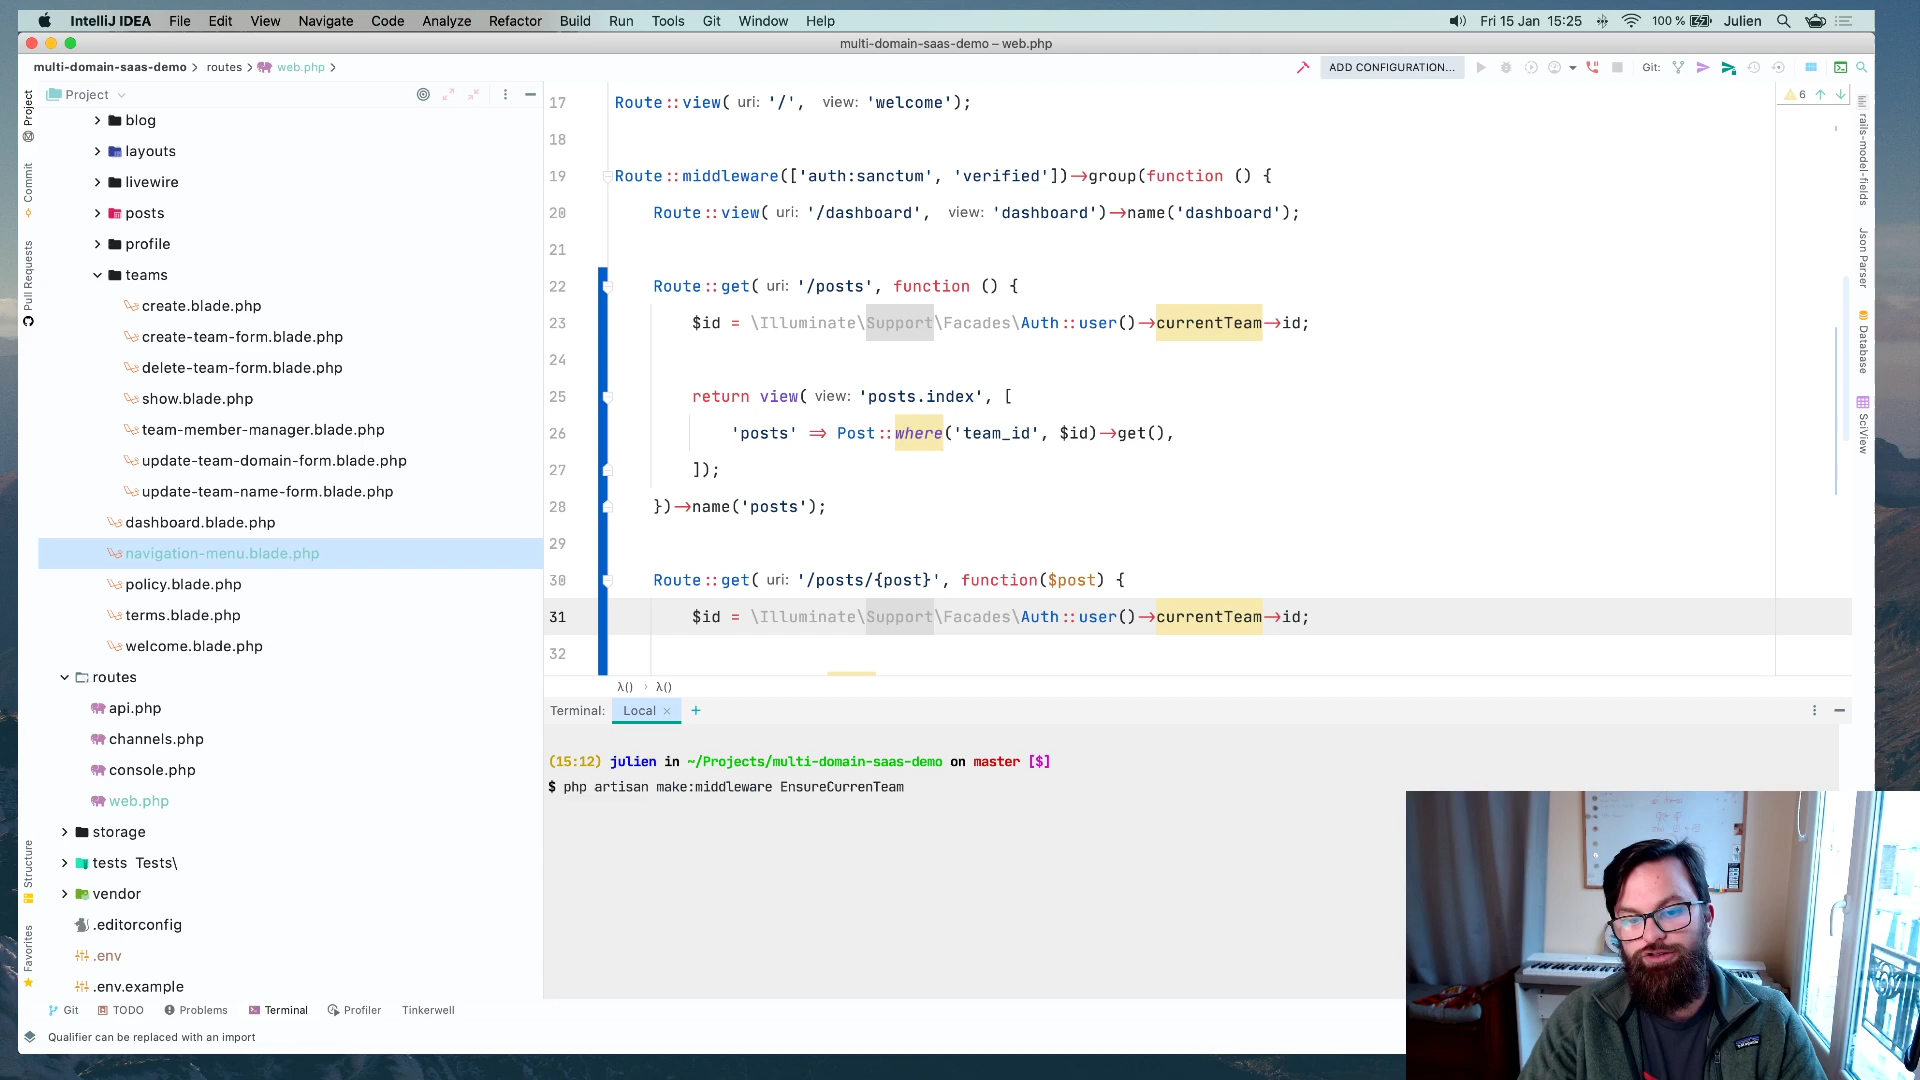 IntelliJ IDEA File Edit View Navigate Code Analyze Refactor Build Run Tools Git Window Help Fri 15 Jan 15:25 100 % Julien
multi-domain-saas-demo – web.php
multi-domain-saas-demo routes web.php ADD CONFIGURATION... Git:
Project
blog
layouts
livewire
posts
profile
teams
create.blade.php
create-team-form.blade.php
delete-team-form.blade.php
show.blade.php
team-member-manager.blade.php
update-team-domain-form.blade.php
update-team-name-form.blade.php
dashboard.blade.php
navigation-menu.blade.php
policy.blade.php
terms.blade.php
welcome.blade.php
routes
api.php
channels.php
console.php
web.php
storage
tests Tests\
vendor
.editorconfig
.env
.env.example
Project
Commit
Pull Requests
Structure
Favorites
6
17 Route::view( uri: '/', view: 'welcome');
18
19 Route::middleware(['auth:sanctum', 'verified'])->group(function () {
20 Route::view( uri: '/dashboard', view: 'dashboard')->name('dashboard');
21
22 Route::get( uri: '/posts', function () {
23 $id = \Illuminate\Support\Facades\Auth::user()->currentTeam->id;
24
25 return view( view: 'posts.index', [
26 'posts' => Post::where('team_id', $id)->get(),
27 ]);
28 })->name('posts');
29
30 Route::get( uri: '/posts/{post}', function($post) {
31 $id = \Illuminate\Support\Facades\Auth::user()->currentTeam->id;
32
λ() › λ()
rails-model-fields
Json Parser
Database
SciView
Terminal: Local × +
(15:12) julien in ~/Projects/multi-domain-saas-demo on master [$]
$ php artisan make:middleware EnsureCurrenTeam
Git TODO Problems Terminal Profiler Tinkerwell
Qualifier can be replaced with an import